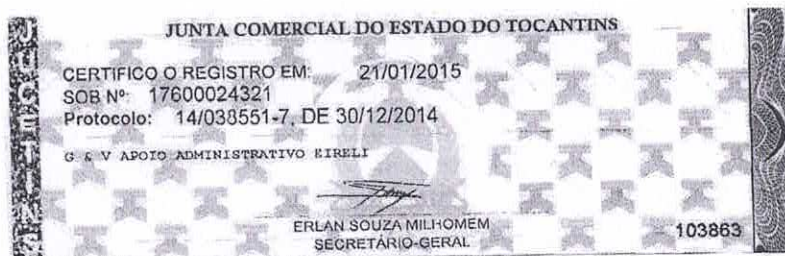 JUNTA COMERCIAL DO ESTADO DO TOCANTINS
CERTIFICO O REGISTRO EM: 21/01/2015
SOB Nº: 17600024321
Protocolo: 14/038551-7, DE 30/12/2014
G & V APOIO ADMINISTRATIVO EIRELI
ERLAN SOUZA MILHOMEM
SECRETÁRIO-GERAL
103863